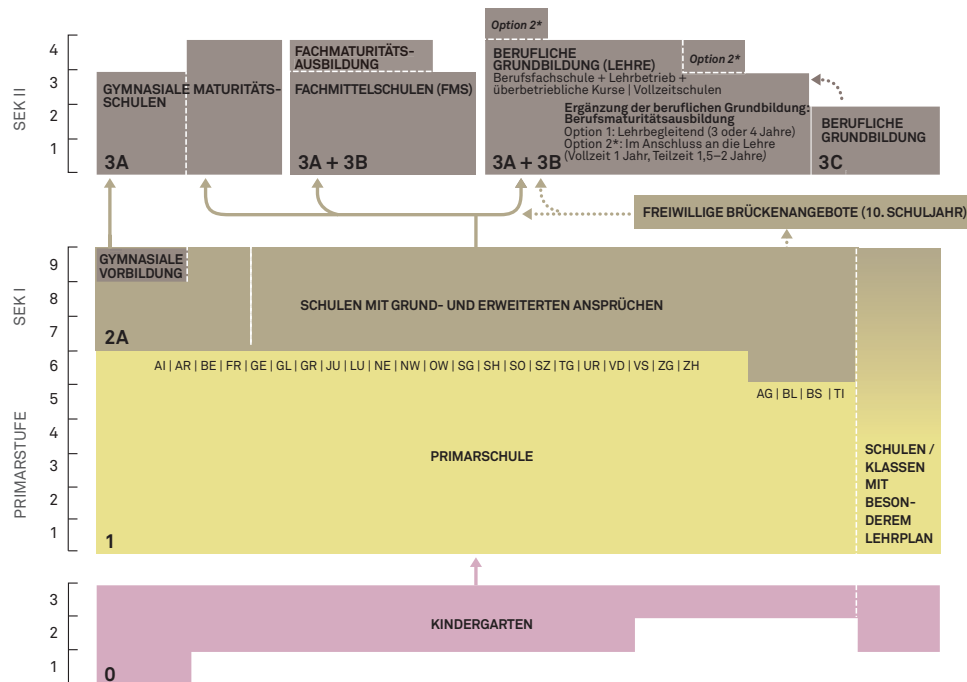 Option 2*
4
3
2
1
SEK II
GYMNASIALE MATURITÄTS-
SCHULEN
3A
FACHMATURITÄTS-
AUSBILDUNG
FACHMITTELSCHULEN (FMS)
3A + 3B
BERUFLICHE
GRUNDBILDUNG (LEHRE)
Berufsfachschule + Lehrbetrieb +
überbetriebliche Kurse | Vollzeitschulen
Option 2*
Ergänzung der beruflichen Grundbildung:
Berufsmaturitätsausbildung
Option 1: Lehrbegleitend (3 oder 4 Jahre)
Option 2*: Im Anschluss an die Lehre
(Vollzeit 1 Jahr, Teilzeit 1,5–2 Jahre)
3A + 3B
BERUFLICHE
GRUNDBILDUNG
3C
FREIWILLIGE BRÜCKENANGEBOTE (10. SCHULJAHR)
9
8
7
SEK I
GYMNASIALE
VORBILDUNG
SCHULEN MIT GRUND- UND ERWEITERTEN ANSPRÜCHEN
2A
6
5
4
3
2
1
PRIMARSTUFE
AI | AR | BE | FR | GE | GL | GR | JU | LU | NE | NW | OW | SG | SH | SO | SZ | TG | UR | VD | VS | ZG | ZH
AG | BL | BS | TI
PRIMARSCHULE
1
SCHULEN /
KLASSEN
MIT
BESON-
DEREM
LEHRPLAN
3
2
1
KINDERGARTEN
0